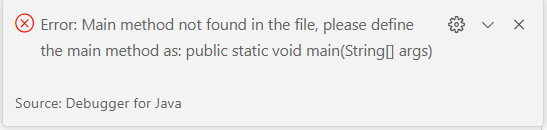 Error: Main method not found in the file, please define
the main method as: public static void main(String[] args)
Source: Debugger for Java